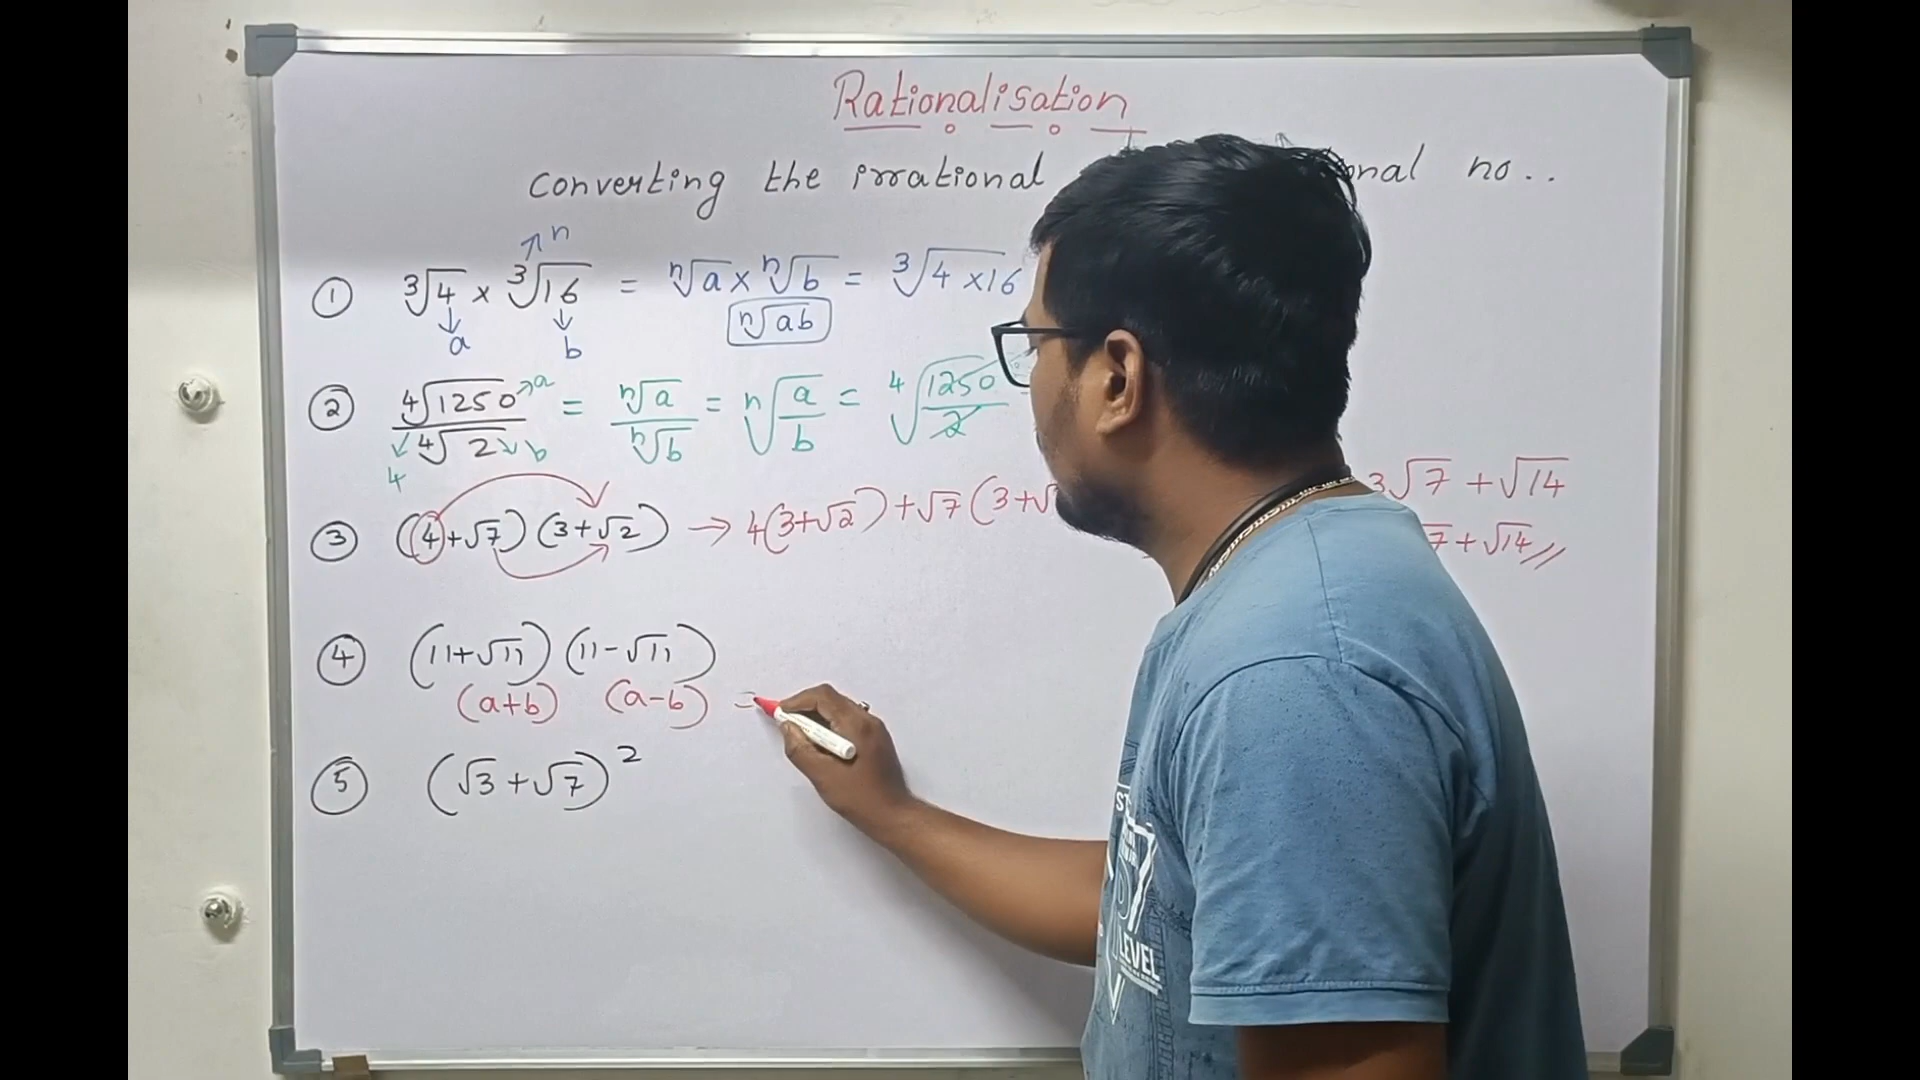 Rationalisation
Converting the irrational onal no..
① ³√4 × ³√16 = ⁿ√a × ⁿ√b = ³√4×16
n
a b ⁿ√ab
② ⁴√1250 / ⁴√2 = ⁿ√a / ⁿ√b = ⁿ√(a/b) = ⁴√(1250/2)
a
4 b
③ (4+√7) (3+√2) → 4(3+√2) + √7 (3+√ 3√7 + √14
7 + √14 //
④ (11+√11) (11-√11)
(a+b) (a-b) =
⑤ (√3 + √7)²
LEVEL